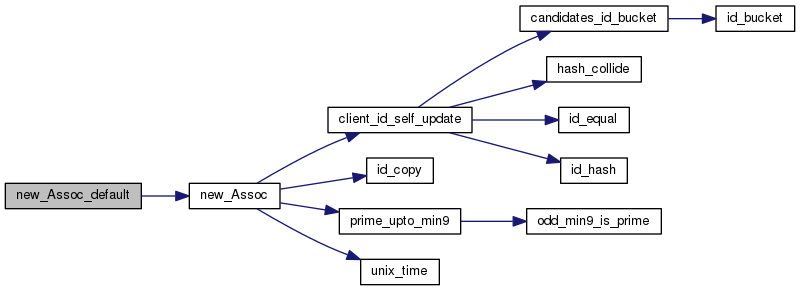 candidates_id_bucket
id_bucket
hash_collide
client_id_self_update
id_equal
id_copy
id_hash
new_Assoc_default
new_Assoc
prime_upto_min9
odd_min9_is_prime
unix_time